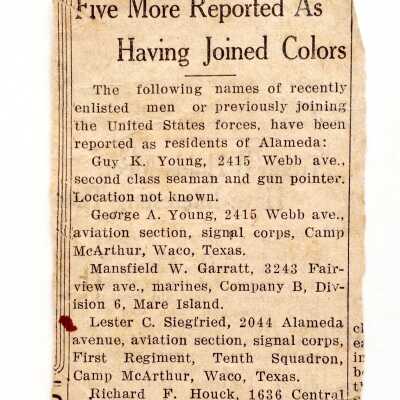 Five More Reported As
Having Joined Colors
The following names of recently
enlisted men or previously joining
the United States forces, have been
reported as residents of Alameda:
Guy K. Young, 2415 Webb ave.,
second class seaman and gun pointer.
Location not known.
George A. Young, 2415 Webb ave.,
aviation section, signal corps, Camp
McArthur, Waco, Texas.
Mansfield W. Garratt, 3243 Fair-
view ave., marines, Company B, Div-
ision 6, Mare Island.
Lester C. Siegfried, 2044 Alameda
avenue, aviation section, signal corps,
First Regiment, Tenth Squadron,
Camp McArthur, Waco, Texas.
Richard F. Houck, 1636 Central